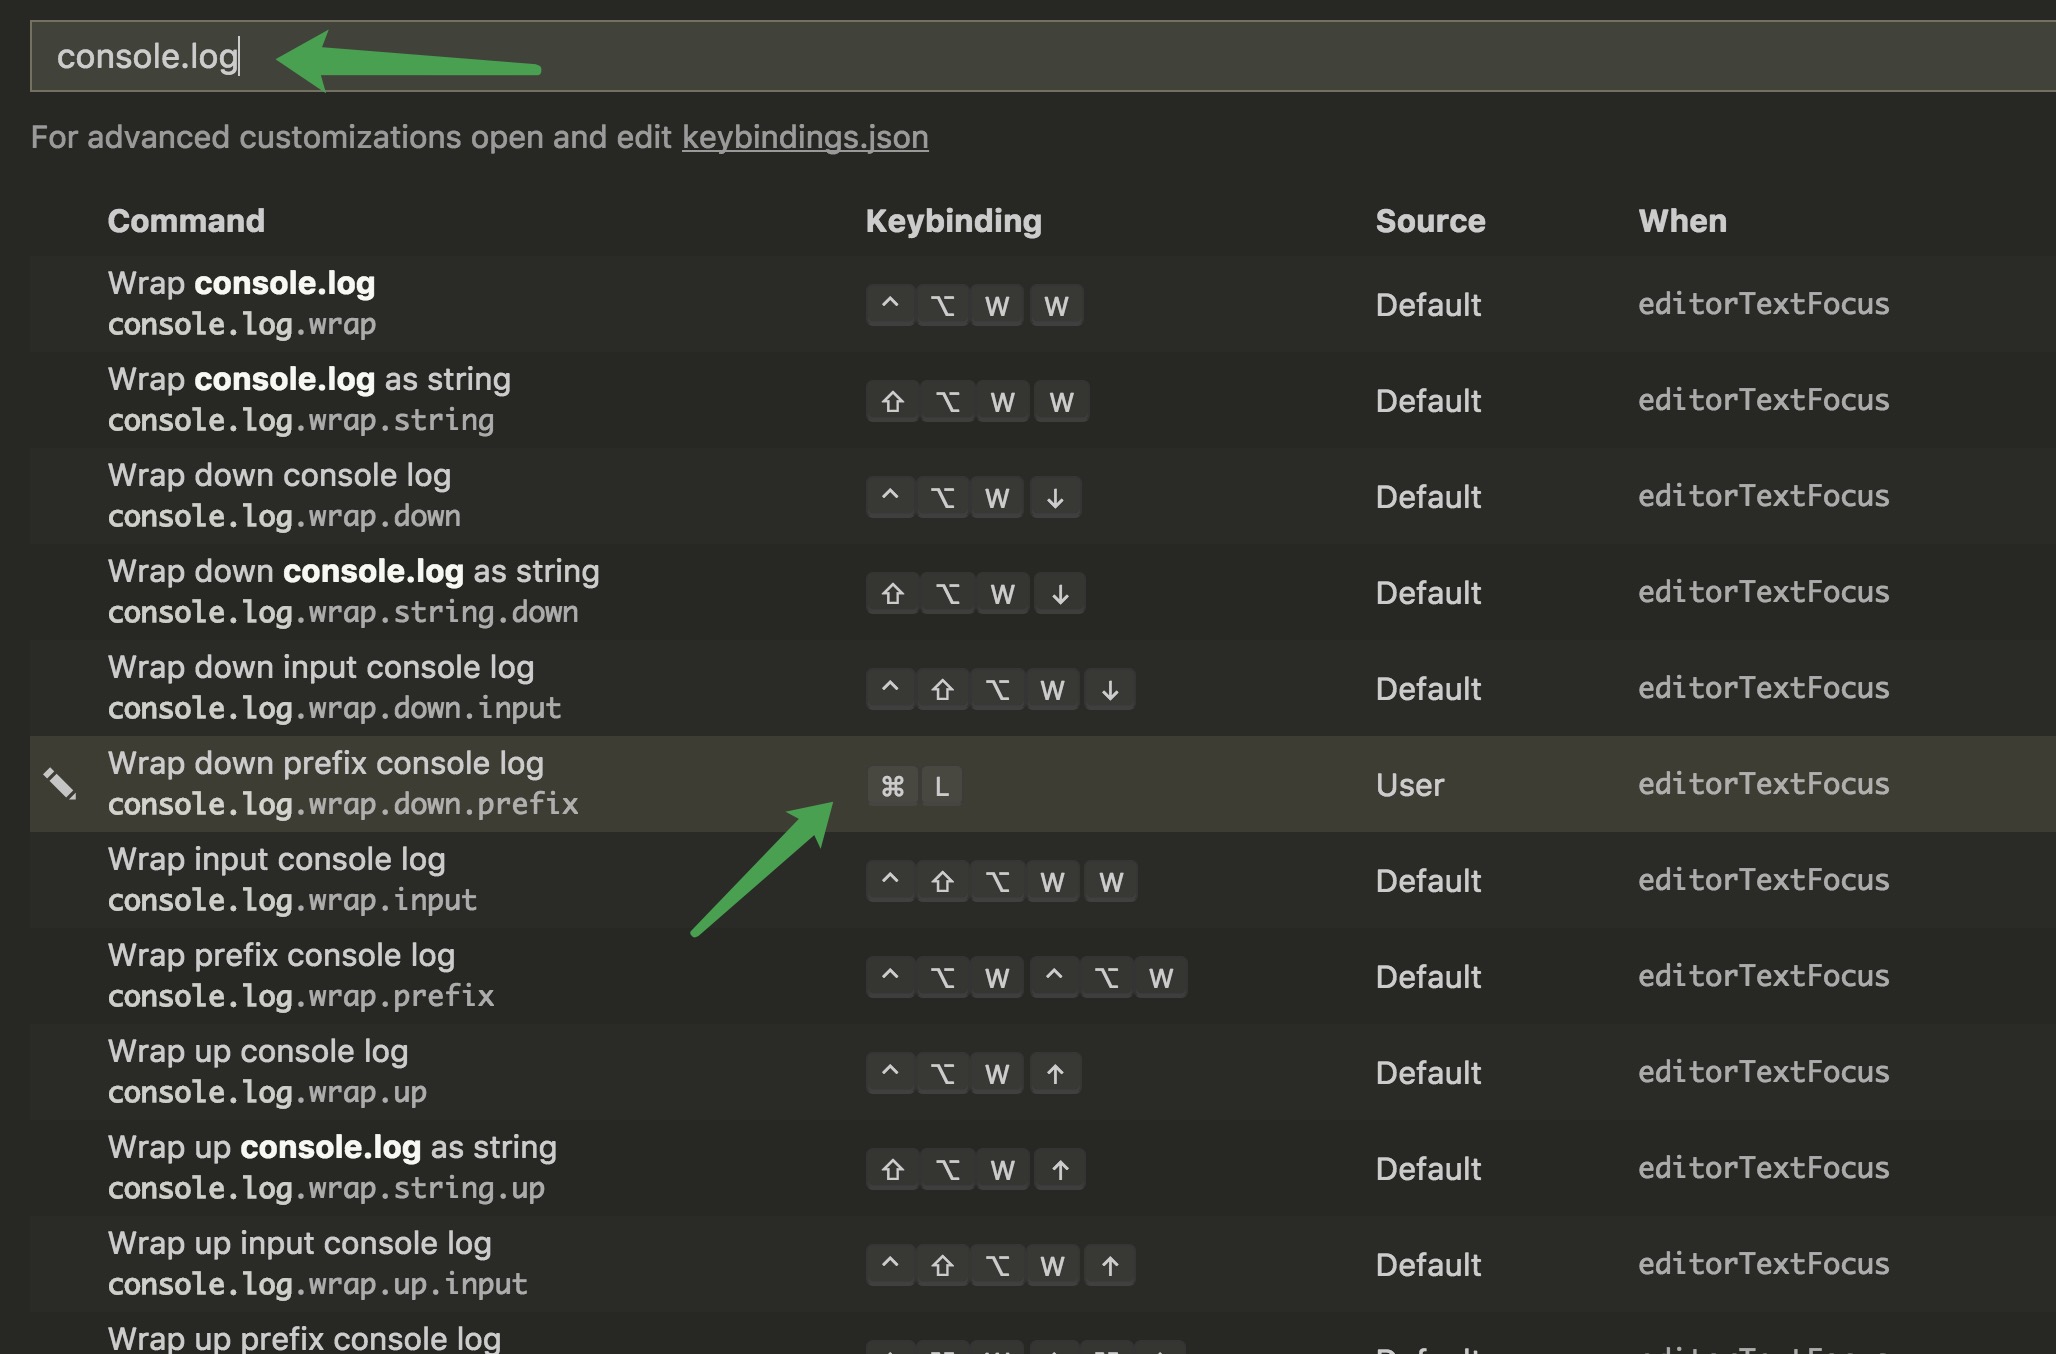 console.log
For advanced customizations open and edit keybindings.json
Command Keybinding Source When
Wrap console.log
console.log.wrap
^ ⌥ W W Default editorTextFocus
Wrap console.log as string
console.log.wrap.string
⇧ ⌥ W W Default editorTextFocus
Wrap down console log
console.log.wrap.down
^ ⌥ W ↓ Default editorTextFocus
Wrap down console.log as string
console.log.wrap.string.down
⇧ ⌥ W ↓ Default editorTextFocus
Wrap down input console log
console.log.wrap.down.input
^ ⇧ ⌥ W ↓ Default editorTextFocus
Wrap down prefix console log
console.log.wrap.down.prefix
⌘ L User editorTextFocus
Wrap input console log
console.log.wrap.input
^ ⇧ ⌥ W W Default editorTextFocus
Wrap prefix console log
console.log.wrap.prefix
^ ⌥ W ^ ⌥ W Default editorTextFocus
Wrap up console log
console.log.wrap.up
^ ⌥ W ↑ Default editorTextFocus
Wrap up console.log as string
console.log.wrap.string.up
⇧ ⌥ W ↑ Default editorTextFocus
Wrap up input console log
console.log.wrap.up.input
^ ⇧ ⌥ W ↑ Default editorTextFocus
Wrap up prefix console log